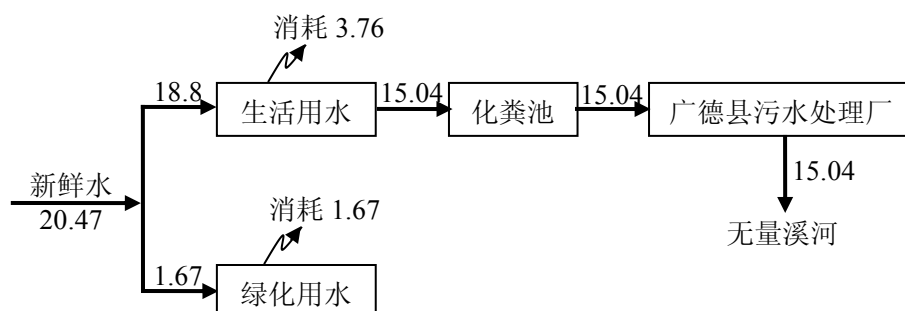 消耗 3.76
18.8
生活用水
15.04
化粪池
15.04
广德县污水处理厂
15.04
无量溪河
新鲜水
20.47
消耗 1.67
1.67
绿化用水